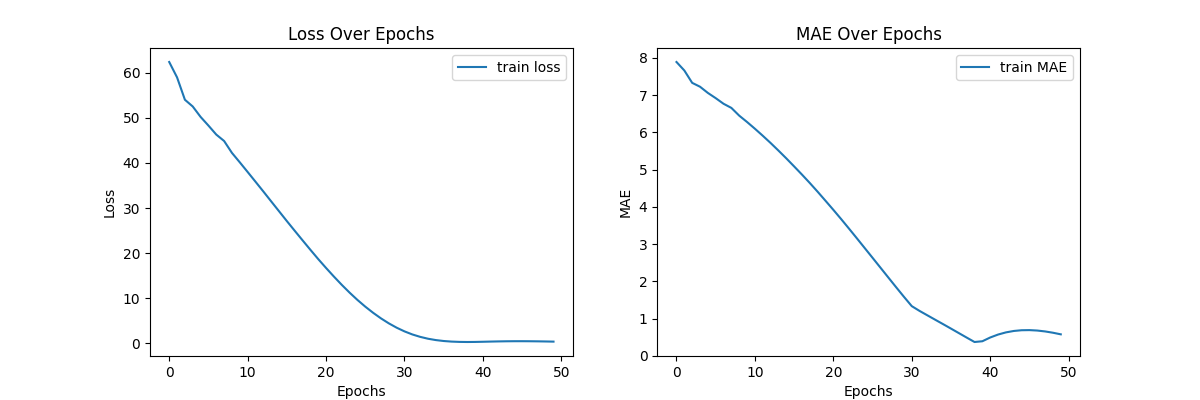 Loss Over Epochs
train loss
60
50
40
30
20
10
0
Loss
0 10 20 30 40 50
Epochs
MAE Over Epochs
train MAE
8
7
6
5
4
3
2
1
0
MAE
0 10 20 30 40 50
Epochs